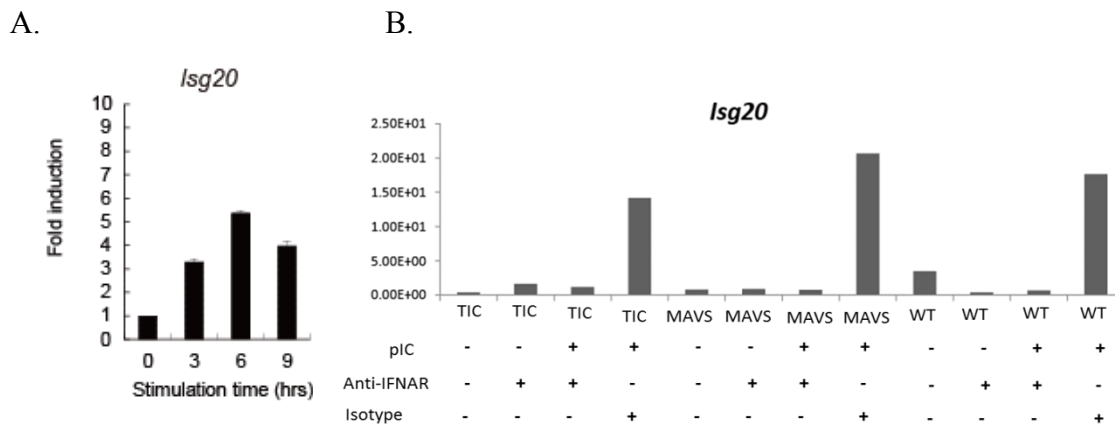 A.
B.
Isg20
10
9
8
7
6
5
4
3
2
1
0
Fold induction
0 3 6 9
Stimulation time (hrs)
Isg20
2.50E+01
2.00E+01
1.50E+01
1.00E+01
5.00E+00
0.00E+00
TIC TIC TIC TIC MAVS MAVS MAVS MAVS WT WT WT WT
pIC - - + + - - + + - - + +
Anti-IFNAR - + + - - + + - - + + -
Isotype - - - + - - - + - - - +